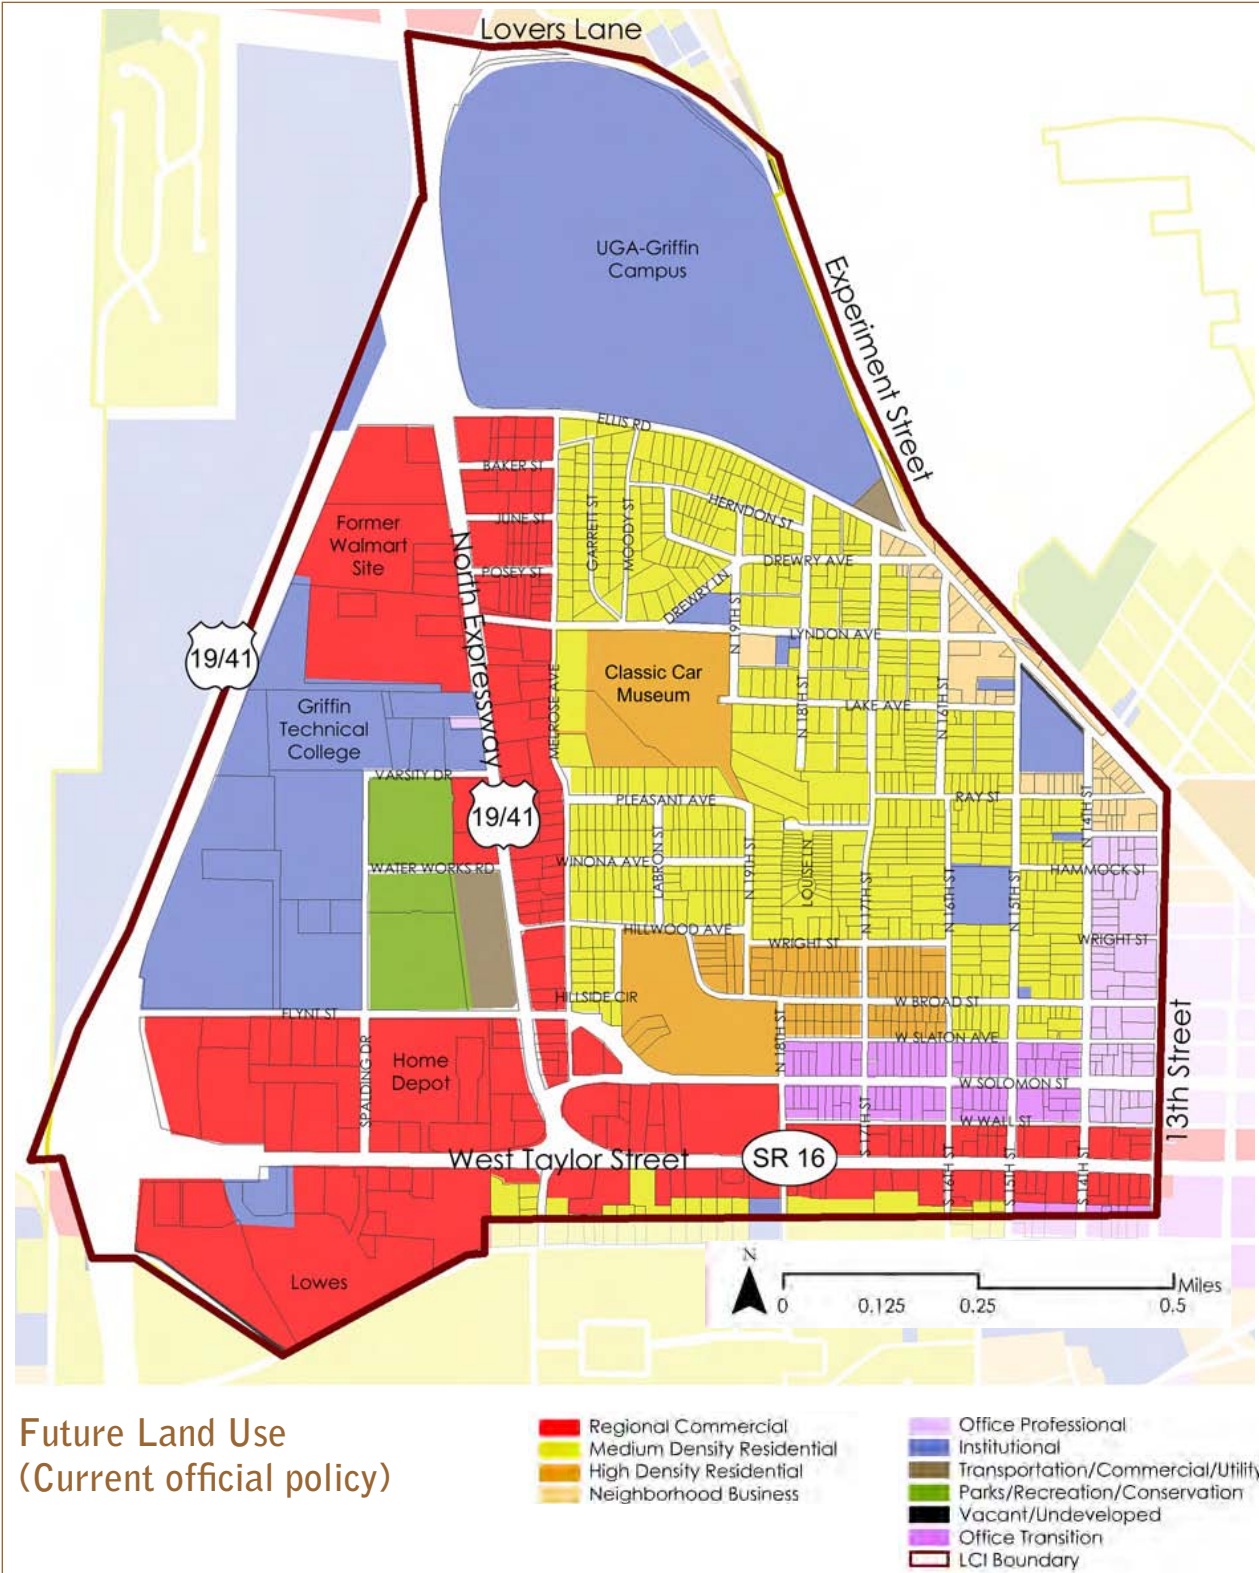 Lovers Lane
UGA-Griffin
Campus
Experiment Street
ELLIS RD
BAKER ST
GARRETT ST
MOODY ST
HERNDON ST
JUNE ST
Former
Walmart
Site
North Expressway
POSEY ST
DREWRY AVE
DREWRY LN
N 19TH ST
LYNDON AVE
19/41
Classic Car
Museum
MELROSE AVE
N 18TH ST
LAKE AVE
N 16TH ST
Griffin
Technical
College
VARSITY DR
19/41
PLEASANT AVE
RAY ST
N 14TH ST
WATER WORKS RD
WINONA AVE
LABRON ST
N 19TH ST
LOUISE LN
N 17TH ST
N 16TH ST
N 15TH ST
HAMMOCK ST
HILLWOOD AVE
WRIGHT ST
WRIGHT ST
HILLSIDE CIR
W BROAD ST
FLYNT ST
N 18TH ST
W SLATON AVE
SPALDING DR
Home
Depot
W SOLOMON ST
13th Street
S 17TH ST
W WALL ST
West Taylor Street
SR 16
S 16TH ST
S 15TH ST
S 14TH ST
Lowes
N
Miles
0
0.125
0.25
0.5
Future Land Use
(Current official policy)
Regional Commercial
Medium Density Residential
High Density Residential
Neighborhood Business
Office Professional
Institutional
Transportation/Commercial/Utility
Parks/Recreation/Conservation
Vacant/Undeveloped
Office Transition
LCI Boundary